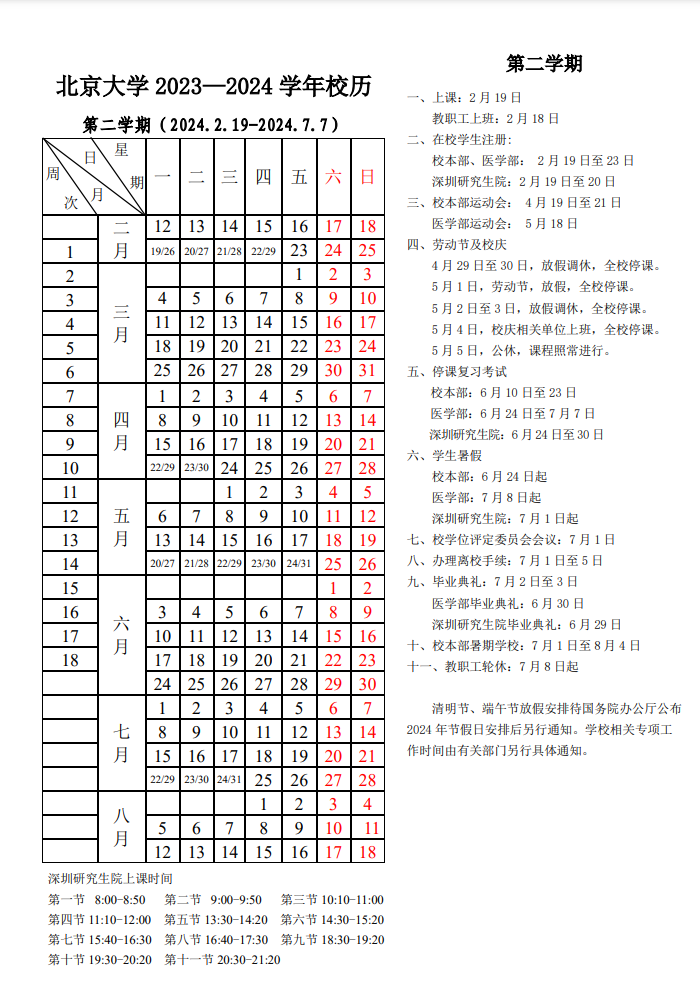 北京大学 2023—2024 学年校历
第二学期（2024.2.19-2024.7.7）
周 次 日 月 星 期 一 二 三 四 五 六 日
二月
12 13 14 15 16 17 18
1 19/26 20/27 21/28 22/29 23 24 25
三月
2 1 2 3
3 4 5 6 7 8 9 10
4 11 12 13 14 15 16 17
5 18 19 20 21 22 23 24
6 25 26 27 28 29 30 31
四月
7 1 2 3 4 5 6 7
8 8 9 10 11 12 13 14
9 15 16 17 18 19 20 21
10 22/29 23/30 24 25 26 27 28
五月
11 1 2 3 4 5
12 6 7 8 9 10 11 12
13 13 14 15 16 17 18 19
14 20/27 21/28 22/29 23/30 24/31 25 26
六月
15 1 2
16 3 4 5 6 7 8 9
17 10 11 12 13 14 15 16
18 17 18 19 20 21 22 23
24 25 26 27 28 29 30
七月
1 2 3 4 5 6 7
8 9 10 11 12 13 14
15 16 17 18 19 20 21
22/29 23/30 24/31 25 26 27 28
八月
1 2 3 4
5 6 7 8 9 10 11
12 13 14 15 16 17 18
深圳研究生院上课时间
第一节 8:00-8:50 第二节 9:00-9:50 第三节 10:10-11:00
第四节 11:10-12:00 第五节 13:30-14:20 第六节 14:30-15:20
第七节 15:40-16:30 第八节 16:40-17:30 第九节 18:30-19:20
第十节 19:30-20:20 第十一节 20:30-21:20
第二学期
一、上课：2 月 19 日
教职工上班：2 月 18 日
二、在校学生注册：
校本部、医学部： 2 月 19 日至 23 日
深圳研究生院：2 月 19 日至 20 日
三、校本部运动会： 4 月 19 日至 21 日
医学部运动会： 5 月 18 日
四、劳动节及校庆
4 月 29 日至 30 日，放假调休，全校停课。
5 月 1 日，劳动节，放假，全校停课。
5 月 2 日至 3 日，放假调休，全校停课。
5 月 4 日，校庆相关单位上班，全校停课。
5 月 5 日，公休，课程照常进行。
五、停课复习考试
校本部：6 月 10 日至 23 日
医学部：6 月 24 日至 7 月 7 日
深圳研究生院：6 月 24 日至 30 日
六、学生暑假
校本部：6 月 24 日起
医学部：7 月 8 日起
深圳研究生院：7 月 1 日起
七、校学位评定委员会会议：7 月 1 日
八、办理离校手续：7 月 1 日至 5 日
九、毕业典礼：7 月 2 日至 3 日
医学部毕业典礼：6 月 30 日
深圳研究生院毕业典礼：6 月 29 日
十、校本部暑期学校：7 月 1 日至 8 月 4 日
十一、教职工轮休：7 月 8 日起
清明节、端午节放假安排待国务院办公厅公布
2024 年节假日安排后另行通知。学校相关专项工
作时间由有关部门另行具体通知。